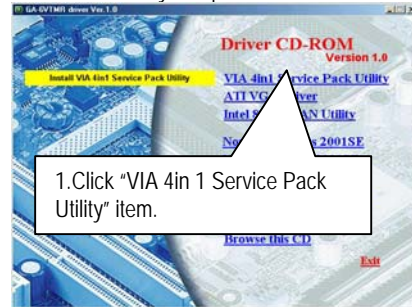 GA-6VTMR driver Ver.1.0
Driver CD-ROM
Version 1.0
Install VIA 4in1 Service Pack Utility
VIA 4in1 Service Pack Utility
ATI VG
Intel
AN Utility
2001SE
1.Click “VIA 4in 1 Service Pack
Utility” item.
Browse this CD
Exit